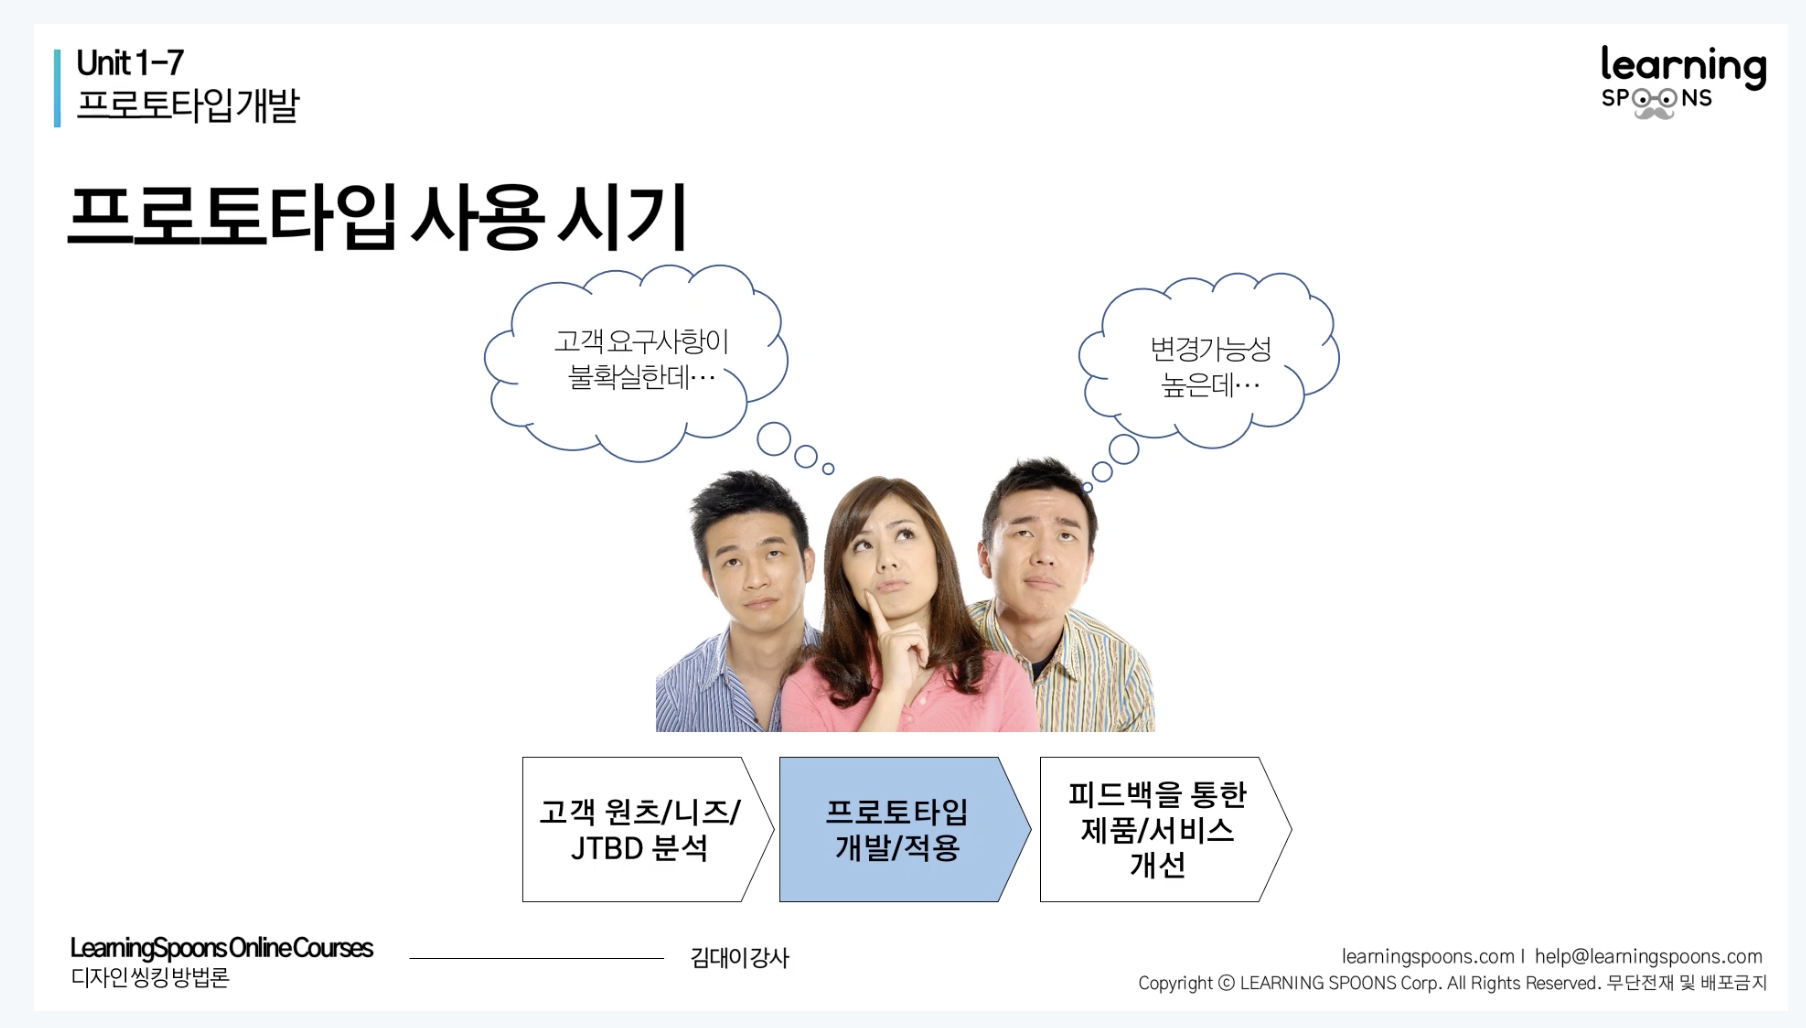 Unit 1-7
프로토타입 개발
learning
SPOONS
프로토타입 사용 시기
고객 요구사항이
불확실한데…
변경가능성
높은데…
고객 원츠/니즈/
JTBD 분석
프로토타입
개발/적용
피드백을 통한
제품/서비스
개선
LearningSpoons Online Courses
디자인 씽킹 방법론
김대이 강사
learningspoons.com I help@learningspoons.com
Copyright ⓒ LEARNING SPOONS Corp. All Rights Reserved. 무단전재 및 배포금지